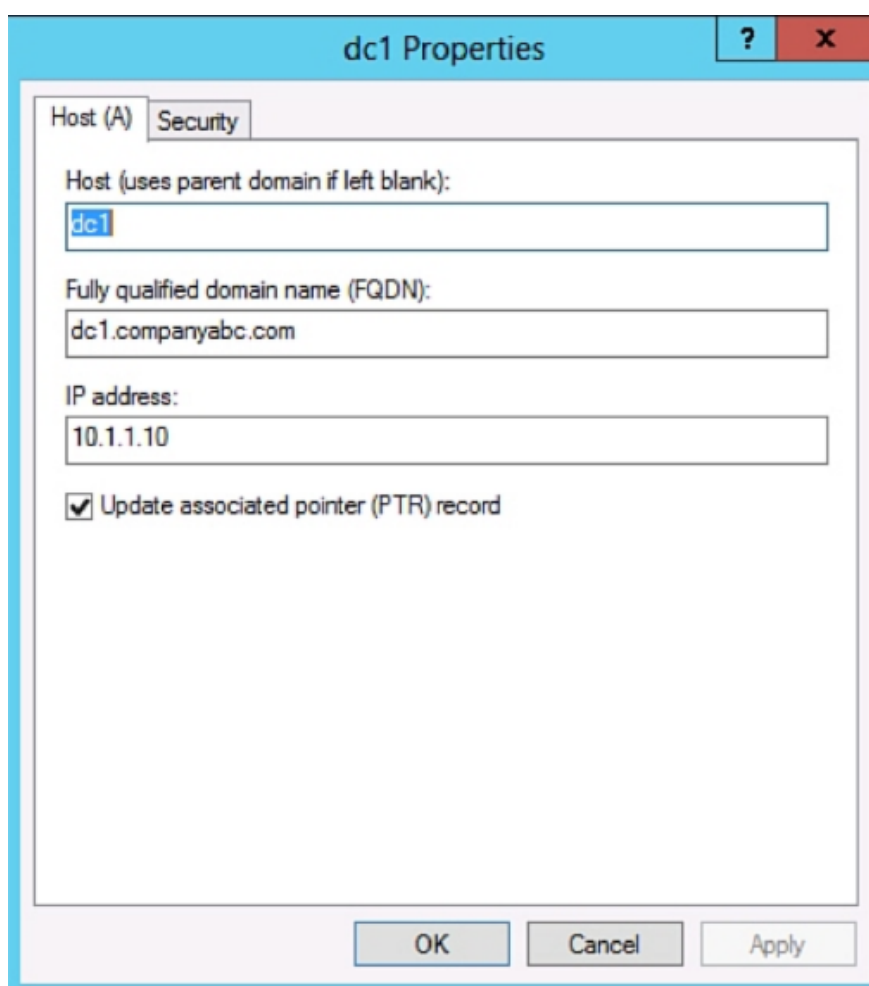 dc1 Properties
?
x
Host (A)
Security
Host (uses parent domain if left blank):
dc1
Fully qualified domain name (FQDN):
dc1.companyabc.com
IP address:
10.1.1.10
Update associated pointer (PTR) record
OK
Cancel
Apply